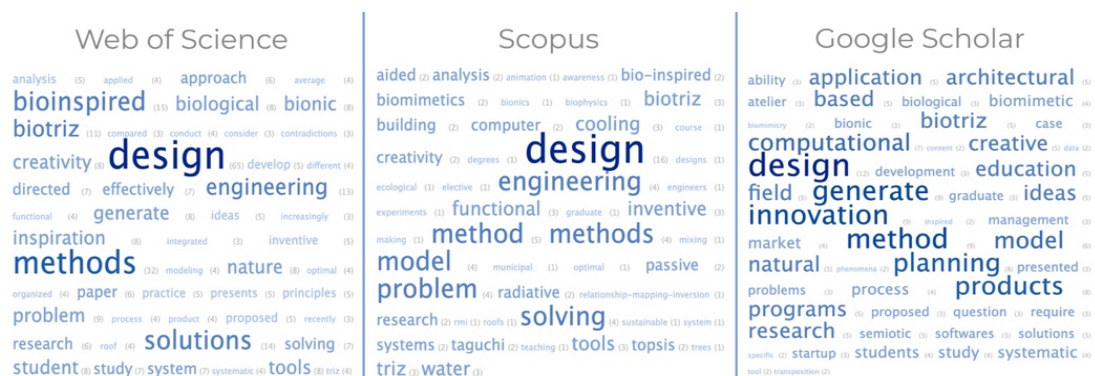 Web of Science
analysis (5) applied (4) approach (6) average (4)
bioinspired (15) biological (8) bionic (8)
biotriz (11) compared (3) conduct (4) consider (3) contradictions (3)
creativity (8) design (65) develop (5) different (4)
directed (7) effectively (7) engineering (13)
functional (4) generate (8) ideas (5) increasingly (3)
inspiration (8) integrated (3) inventive (5)
methods (32) modeling (4) nature (8) optimal (4)
organized (4) paper (6) practice (5) presents (5) principles (5)
problem (9) process (4) product (4) proposed (5) recently (3)
research (6) roof (4) solutions (14) solving (7)
student (8) study (7) system (7) systematic (4) tools (8) triz (4)
Scopus
aided (2) analysis (2) animation (1) awareness (1) bio-inspired (2)
biomimetics (2) bionics (1) biophysics (1) biotriz (3)
building (2) computer (2) cooling (3) course (1)
creativity (2) degrees (1) design (16) designs (1)
ecological (1) elective (1) engineering (4) engineers (1)
experiments (1) functional (3) graduate (1) inventive (3)
making (1) method (5) methods (4) mixing (1)
model (4) municipal (1) optimal (1) passive (2)
problem (4) radiative (2) relationship-mapping-inversion (1)
research (2) rmi (1) roofs (1) solving (4) sustainable (1) system (1)
systems (2) taguchi (2) teaching (1) tools (3) topsis (2) trees (1)
triz (3) water (3)
Google Scholar
ability (3) application (5) architectural (5)
atelier (3) based (5) biological (3) biomimetic (4)
biomimicry (2) bionic (3) biotriz (5) case (3)
computational (7) content (2) creative (5) data (2)
design (12) development (3) education (5)
field (5) generate (8) graduate (3) ideas (5)
innovation (9) inspired (2) management (3)
market (4) method (9) model (6)
natural (5) phenomena (2) planning (8) presented (3)
problems (3) process (4) products (8)
programs (5) proposed (3) question (3) require (3)
research (5) semiotic (3) softwares (3) solutions (3)
specific (2) startup (3) students (4) study (4) systematic (4)
tool (2) transposition (2)